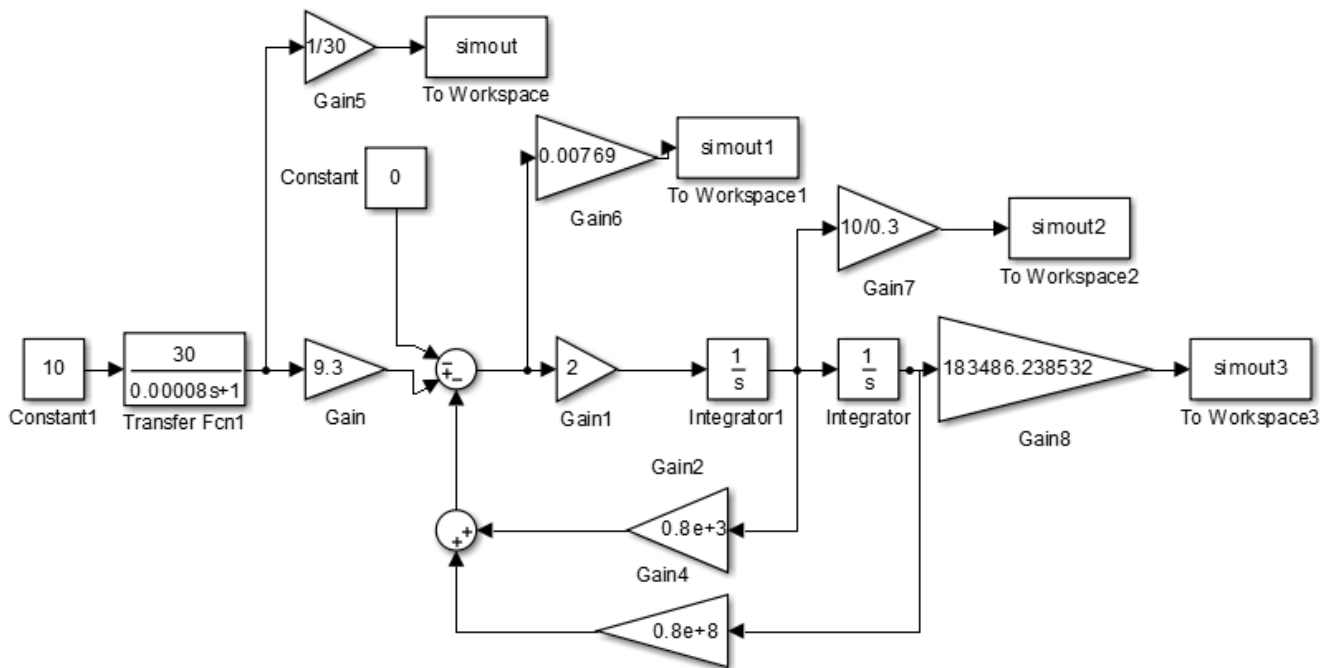 1/30
simout
Gain5
To Workspace
Constant
0
0.00769
simout1
To Workspace1
Gain6
10/0.3
simout2
To Workspace2
Gain7
10
Constant1
30
0.00008s+1
Transfer Fcn1
9.3
Gain
2
Gain1
1
s
Integrator1
1
s
Integrator
183486.238532
Gain8
simout3
To Workspace3
Gain2
0.8e+3
Gain4
0.8e+8